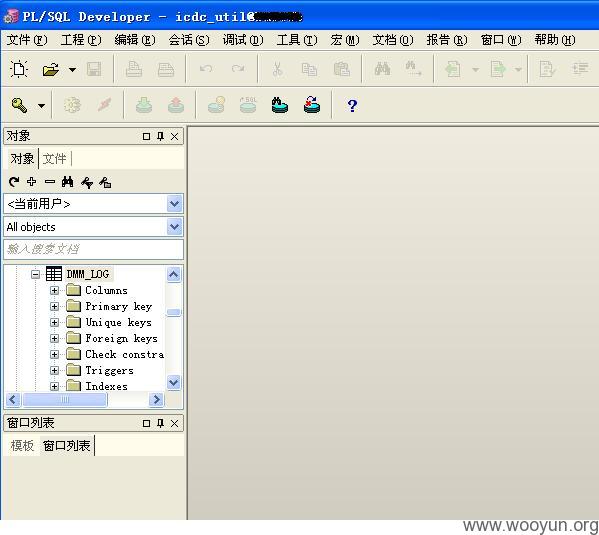 PL/SQL Developer - icdc_util@
文件(F) 工程(P) 编辑(E) 会话(S) 调试(D) 工具(T) 宏(M) 文档(O) 报告(R) 窗口(W) 帮助(H)
SQL
?
对象
对象 文件
<当前用户>
All objects
输入搜索文档
DMM_LOG
Columns
Primary key
Unique keys
Foreign keys
Check constra
Triggers
Indexes
窗口列表
模板 窗口列表
www.wooyun.org